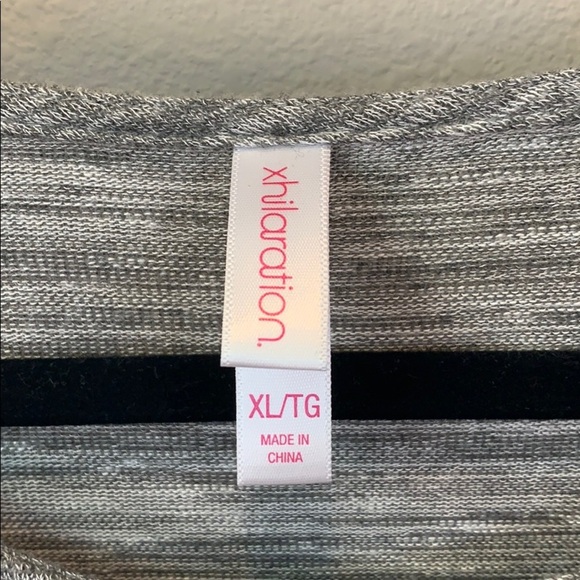 xhilaration.
XL/TG
MADE IN
CHINA